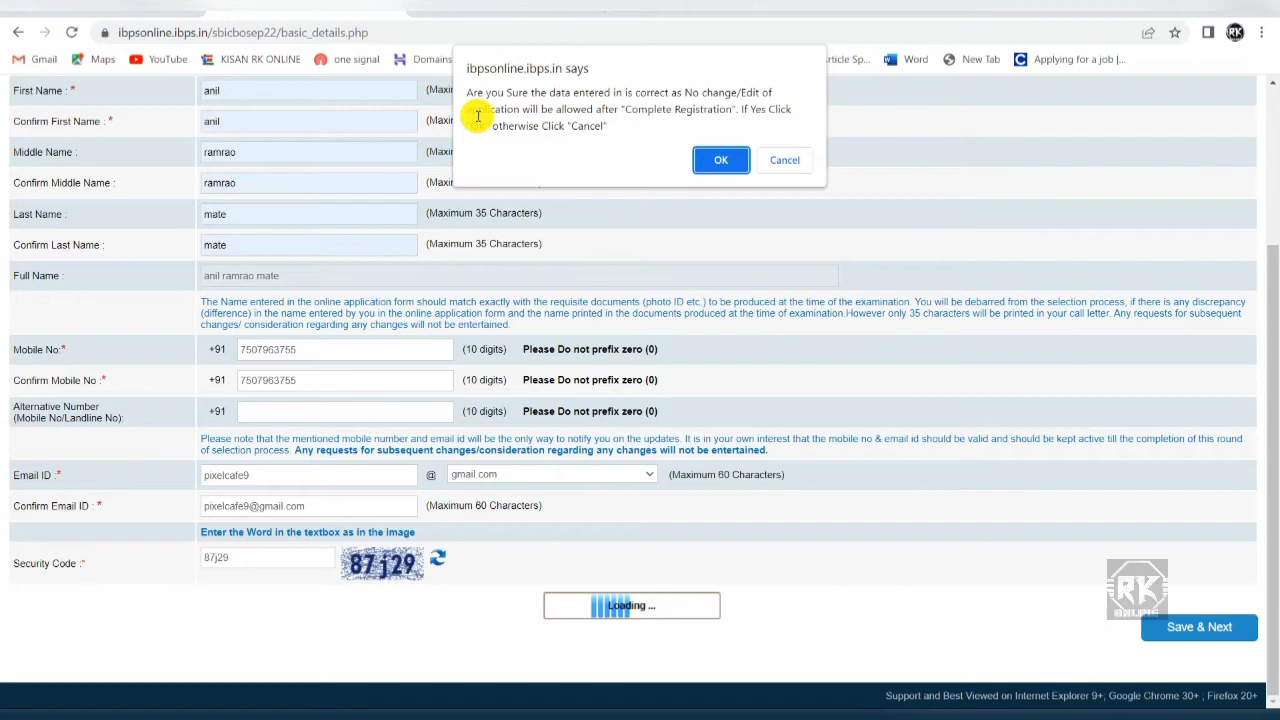 ibpsonline.ibps.in/sbicbosep22/basic_details.php
Gmail Maps YouTube KISAN RK ONLINE one signal Domains Article Sp... Word New Tab Applying for a job |...
ibpsonline.ibps.in says
Are you Sure the data entered in is correct as No change/Edit of
application will be allowed after "Complete Registration". If Yes Click
otherwise Click "Cancel"
OK Cancel
First Name : anil
Confirm First Name : * anil
Middle Name : ramrao
Confirm Middle Name : ramrao
Last Name : mate (Maximum 35 Characters)
Confirm Last Name : mate (Maximum 35 Characters)
Full Name : anil ramrao mate
The Name entered in the online application form should match exactly with the requisite documents (photo ID etc.) to be produced at the time of the examination. You will be debarred from the selection process, if there is any discrepancy
(difference) in the name entered by you in the online application form and the name printed in the documents produced at the time of examination.However only 35 characters will be printed in your call letter. Any requests for subsequent
changes/ consideration regarding any changes will not be entertained.
Mobile No:* +91 7507963755 (10 digits) Please Do not prefix zero (0)
Confirm Mobile No :* +91 7507963755 (10 digits) Please Do not prefix zero (0)
Alternative Number
(Mobile No/Landline No): +91 (10 digits) Please Do not prefix zero (0)
Please note that the mentioned mobile number and email id will be the only way to notify you on the updates. It is in your own interest that the mobile no & email id should be valid and should be kept active till the completion of this round
of selection process. Any requests for subsequent changes/consideration regarding any changes will not be entertained.
Email ID :* pixelcafe9 @ gmail.com (Maximum 60 Characters)
Confirm Email ID : * pixelcafe9@gmail.com (Maximum 60 Characters)
Enter the Word in the textbox as in the image
Security Code :* 87j29 87j29
Loading ...
RK
ONLINE
Save & Next
Support and Best Viewed on Internet Explorer 9+, Google Chrome 30+ , Firefox 20+